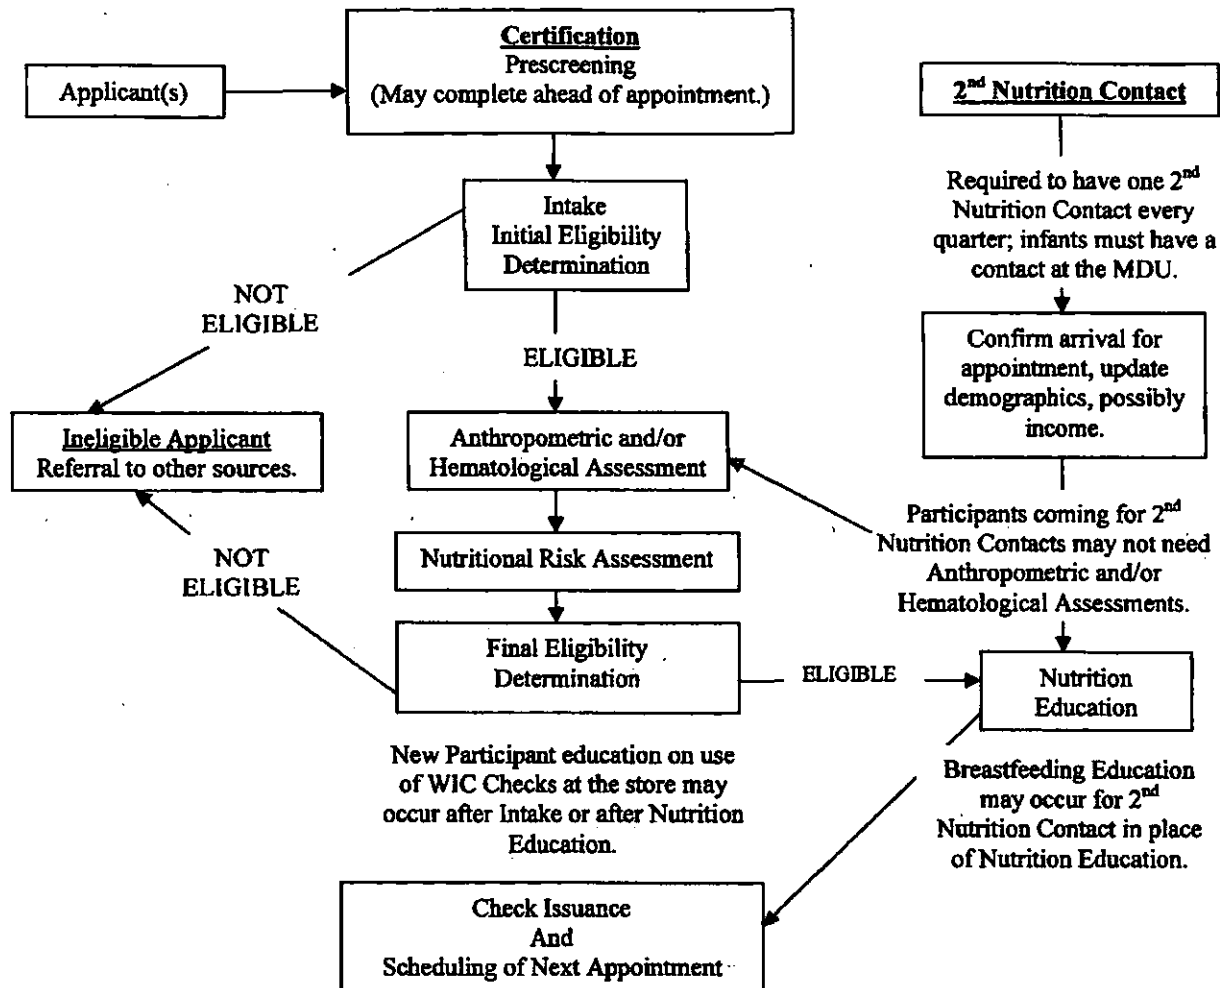 Certification
Prescreening
(May complete ahead of appointment.)
Applicant(s)
Intake
Initial Eligibility
Determination
NOT
ELIGIBLE
ELIGIBLE
Ineligible Applicant
Referral to other sources.
Anthropometric and/or
Hematological Assessment
Nutritional Risk Assessment
NOT
ELIGIBLE
Final Eligibility
Determination
ELIGIBLE
New Participant education on use
of WIC Checks at the store may
occur after Intake or after Nutrition
Education.
2nd Nutrition Contact
Required to have one 2nd
Nutrition Contact every
quarter; infants must have a
contact at the MDU.
Confirm arrival for
appointment, update
demographics, possibly
income.
Participants coming for 2nd
Nutrition Contacts may not need
Anthropometric and/or
Hematological Assessments.
Nutrition
Education
Breastfeeding Education
may occur for 2nd
Nutrition Contact in place
of Nutrition Education.
Check Issuance
And
Scheduling of Next Appointment